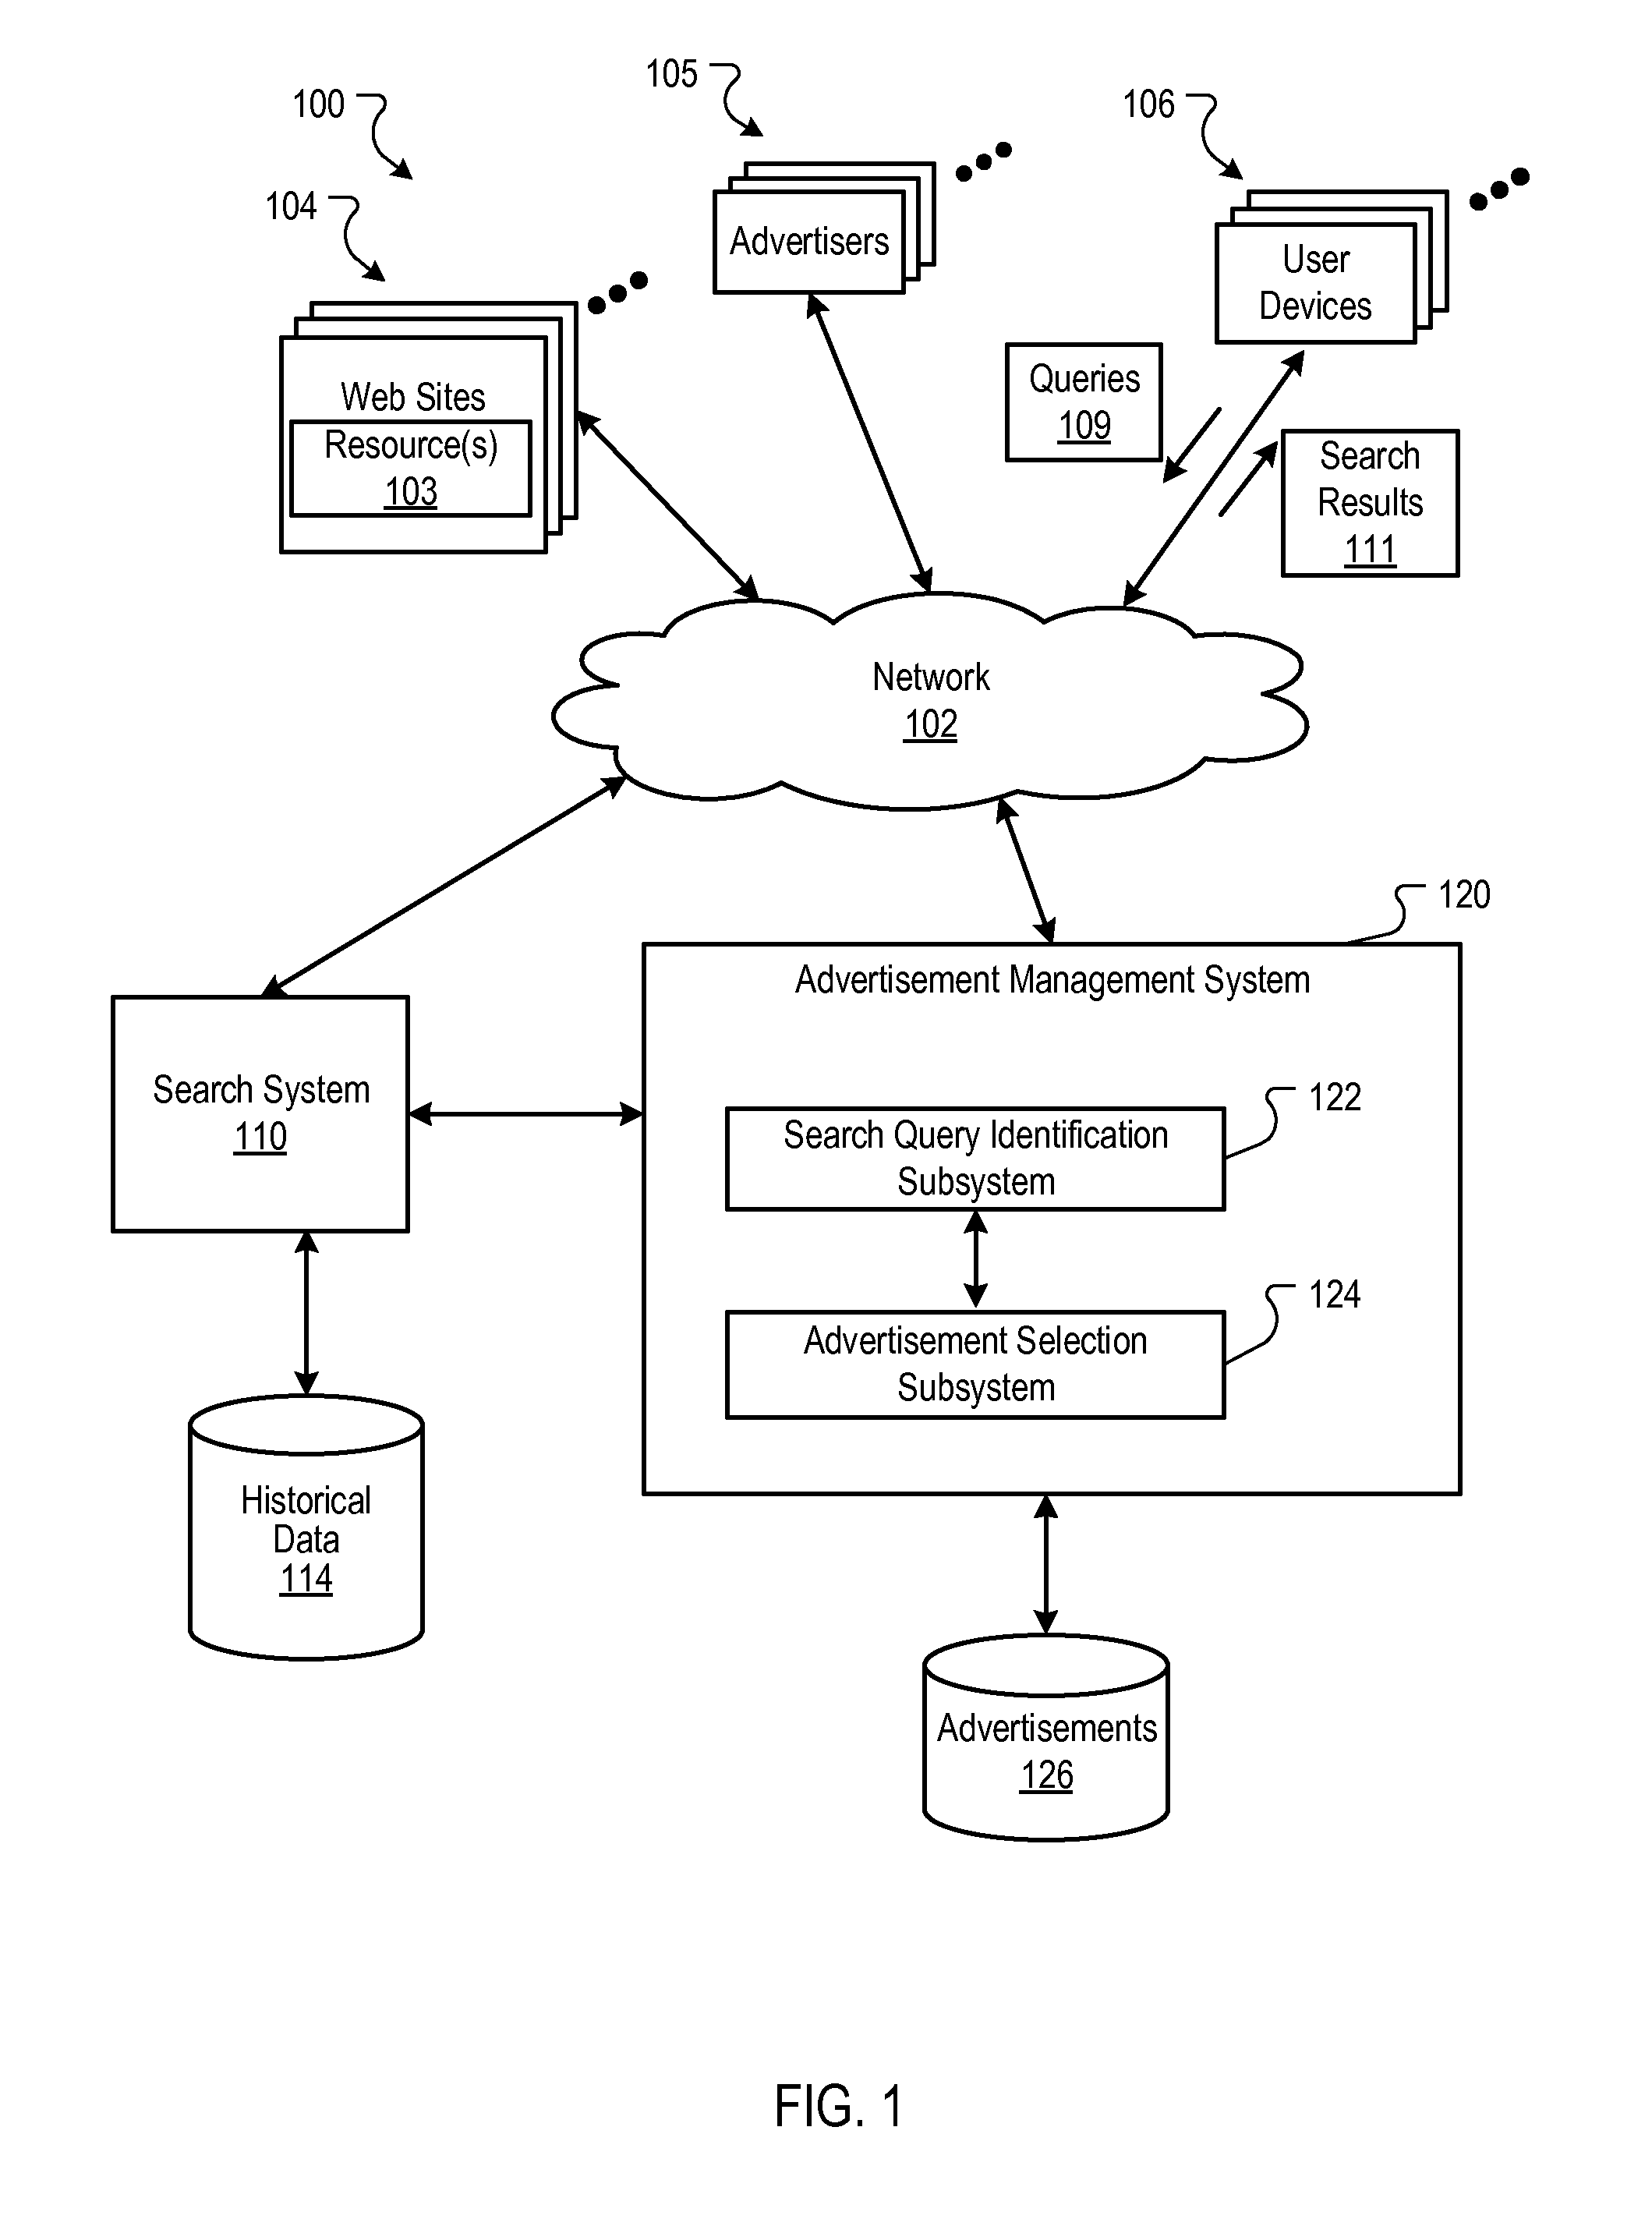 105
100
106
104
Advertisers
User
Devices
Queries
109
Web Sites
Resource(s)
103
Search
Results
111
Network
102
120
Advertisement Management System
Search System
110
122
Search Query Identification
Subsystem
124
Advertisement Selection
Subsystem
Historical
Data
114
Advertisements
126
FIG. 1